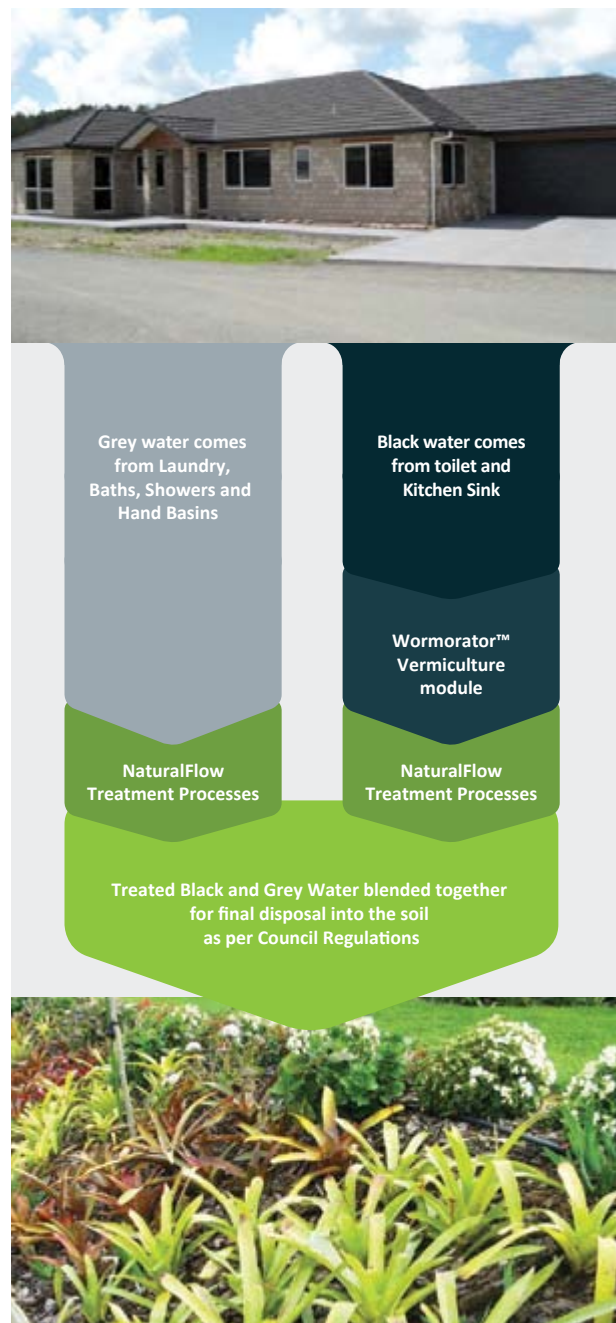 Grey water comes
from Laundry,
Baths, Showers and
Hand Basins
Black water comes
from toilet and
Kitchen Sink
Wormorator™
Vermiculture
module
NaturalFlow
Treatment Processes
NaturalFlow
Treatment Processes
Treated Black and Grey Water blended together
for final disposal into the soil
as per Council Regulations